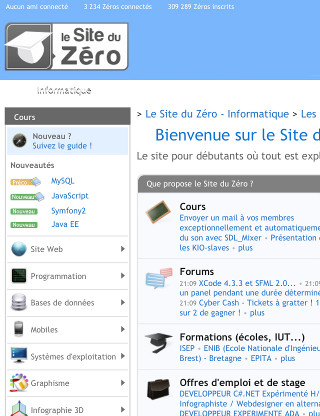 Aucun ami connecté 3 234 Zéros connectés 309 289 Zéros inscrits
le Site du
Zéro
informatique
Cours
Nouveau ?
Suivez le guide !
Nouveautés
MySQL
Nouveau JavaScript
Nouveau Symfony2
Nouveau Java EE
Site Web
Programmation
Bases de données
Mobiles
Systèmes d'exploitation
Graphisme
Infographie 3D
> Le Site du Zéro - Informatique > Les
Bienvenue sur le Site d
Le site pour débutants où tout est expl
Que propose le Site du Zéro ?
Cours
Envoyer un mail à vos membres
exceptionnellement et automatiqueme
du son avec SDL_Mixer - Présentation
les KIO-slaves - plus
Forums
21:09 XCode 4.3.3 et SFML 2.0... -
un panel pendant une durée détermine
21:09 Cyber Cash - Tickets à gratter ! 1
sur 2 de gagner ! - plus
Formations (écoles, IUT...)
ISEP - ENIB (Ecole Nationale d'Ingénieu
Brest) - Bretagne - EPITA - plus
Offres d'emploi et de stage
DEVELOPPEUR C#.NET Expérimenté H/
Infographiste / Webdesigner en alterna
DEVELOPPEUR EXPERIMENTE ADA - plus